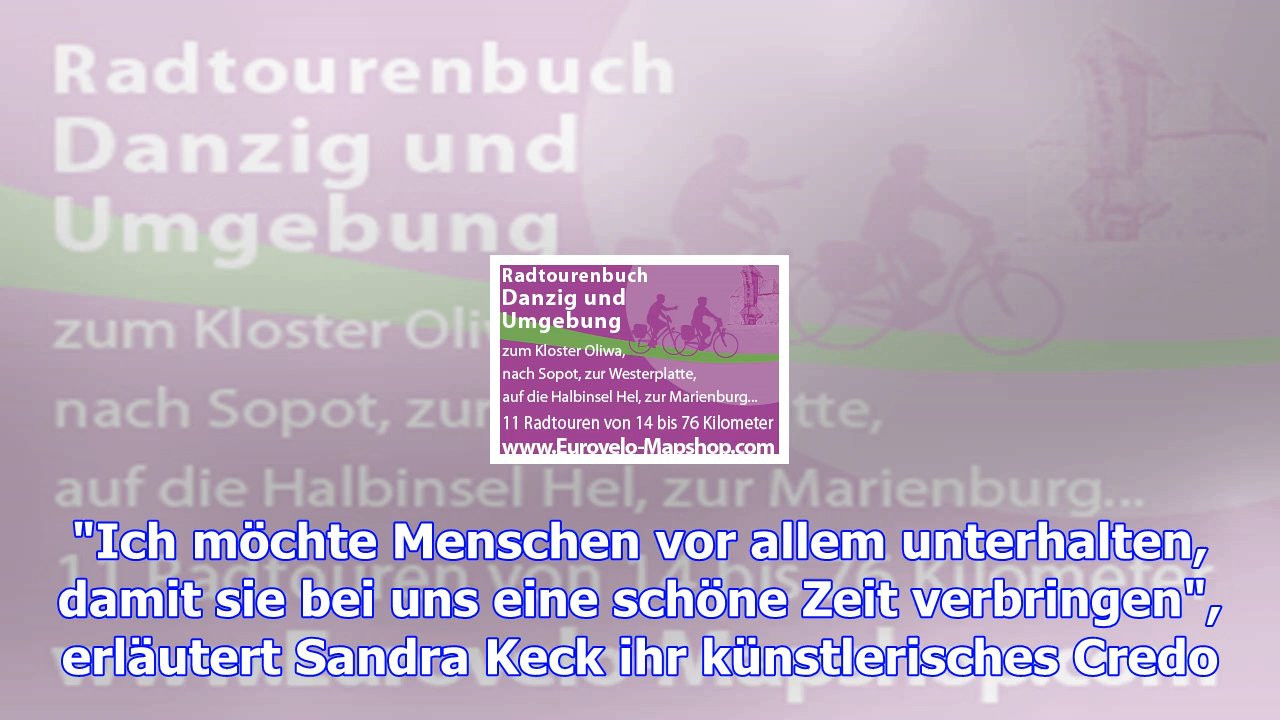 Radtourenbuch
Danzig und
Umgebung
zum Kloster Oliwa,
nach Sopot, zur Westerplatte,
auf die Halbinsel Hel, zur Marienburg...
11 Radtouren von 14 bis 76 Kilometer
www.Eurovelo-Mapshop.com
"Ich möchte Menschen vor allem unterhalten,
damit sie bei uns eine schöne Zeit verbringen",
erläutert Sandra Keck ihr künstlerisches Credo